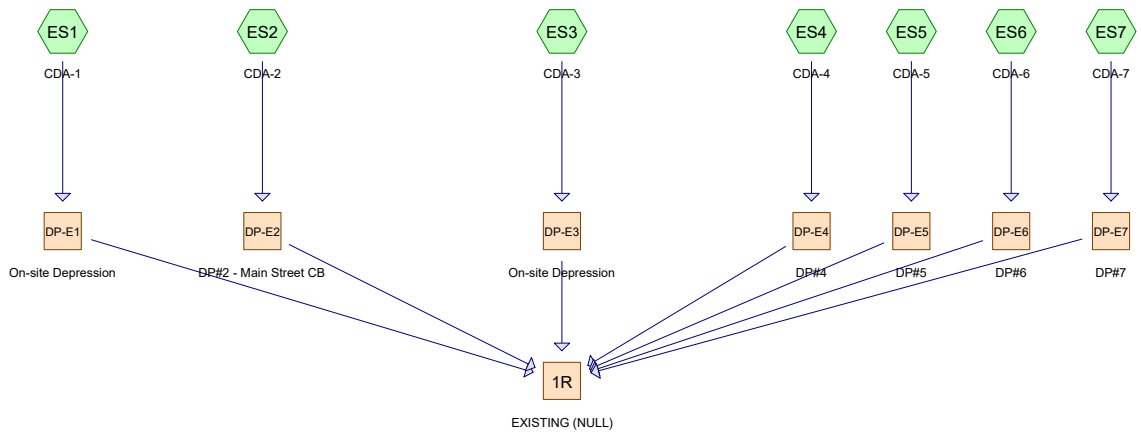 ES1
ES2
ES3
ES4
ES5
ES6
ES7
CDA-1
CDA-2
CDA-3
CDA-4
CDA-5
CDA-6
CDA-7
DP-E1
DP-E2
DP-E3
DP-E4
DP-E5
DP-E6
DP-E7
On-site Depression
DP#2 - Main Street CB
On-site Depression
DP#4
DP#5
DP#6
DP#7
1R
EXISTING (NULL)